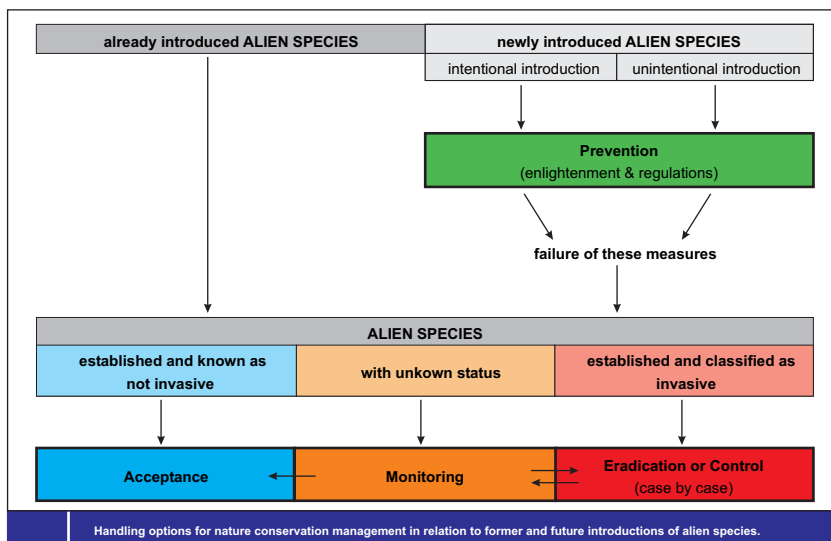 already introduced ALIEN SPECIES
newly introduced ALIEN SPECIES
intentional introduction
unintentional introduction
Prevention
(enlightenment & regulations)
failure of these measures
ALIEN SPECIES
established and known as
not invasive
with unkown status
established and classified as
invasive
Acceptance
Monitoring
Eradication or Control
(case by case)
Handling options for nature conservation management in relation to former and future introductions of alien species.